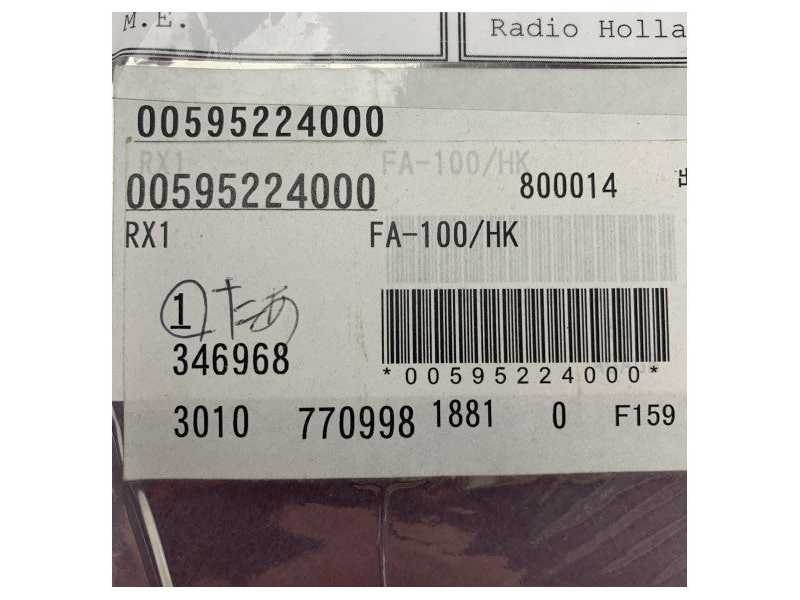 M.E.
Radio Holla
00595224000
RX1 FA-100/HK
00595224000 800014
RX1 FA-100/HK
1
346968
*00595224000*
3010 770998 1881 0 F159